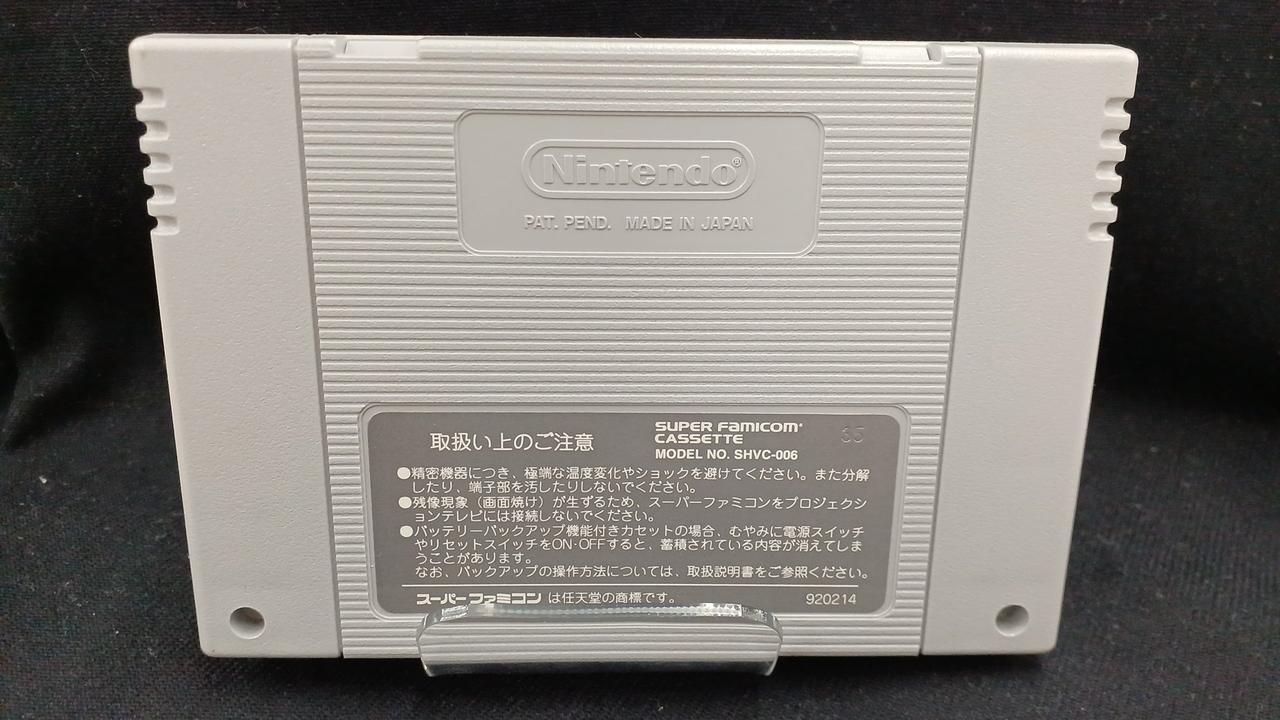 Nintendo®
PAT. PEND. MADE IN JAPAN
取扱い上のご注意
SUPER FAMICOM®
CASSETTE
MODEL NO. SHVC-006
35
●精密機器につき、極端な温度変化やショックを避けてください。また分解
したり、端子部を汚したりしないでください。
●残像現象（画面焼け）が生ずるため、スーパーファミコンをプロジェクシ
ョンテレビには接続しないでください。
●バッテリーバックアップ機能付きカセットの場合、むやみに電源スイッチ
やリセットスイッチをON・OFFすると、蓄積されている内容が消えてしま
うことがあります。
なお、バックアップの操作方法については、取扱説明書をご参照ください。
スーパーファミコン は任天堂の商標です。
920214